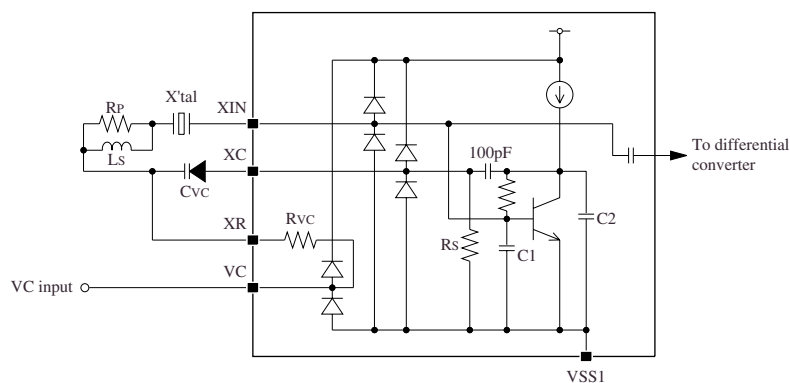 X'tal
XIN
RP
LS
XC
CVC
100pF
To differential
converter
XR
RVC
RS
C1
C2
VC
VC input
VSS1